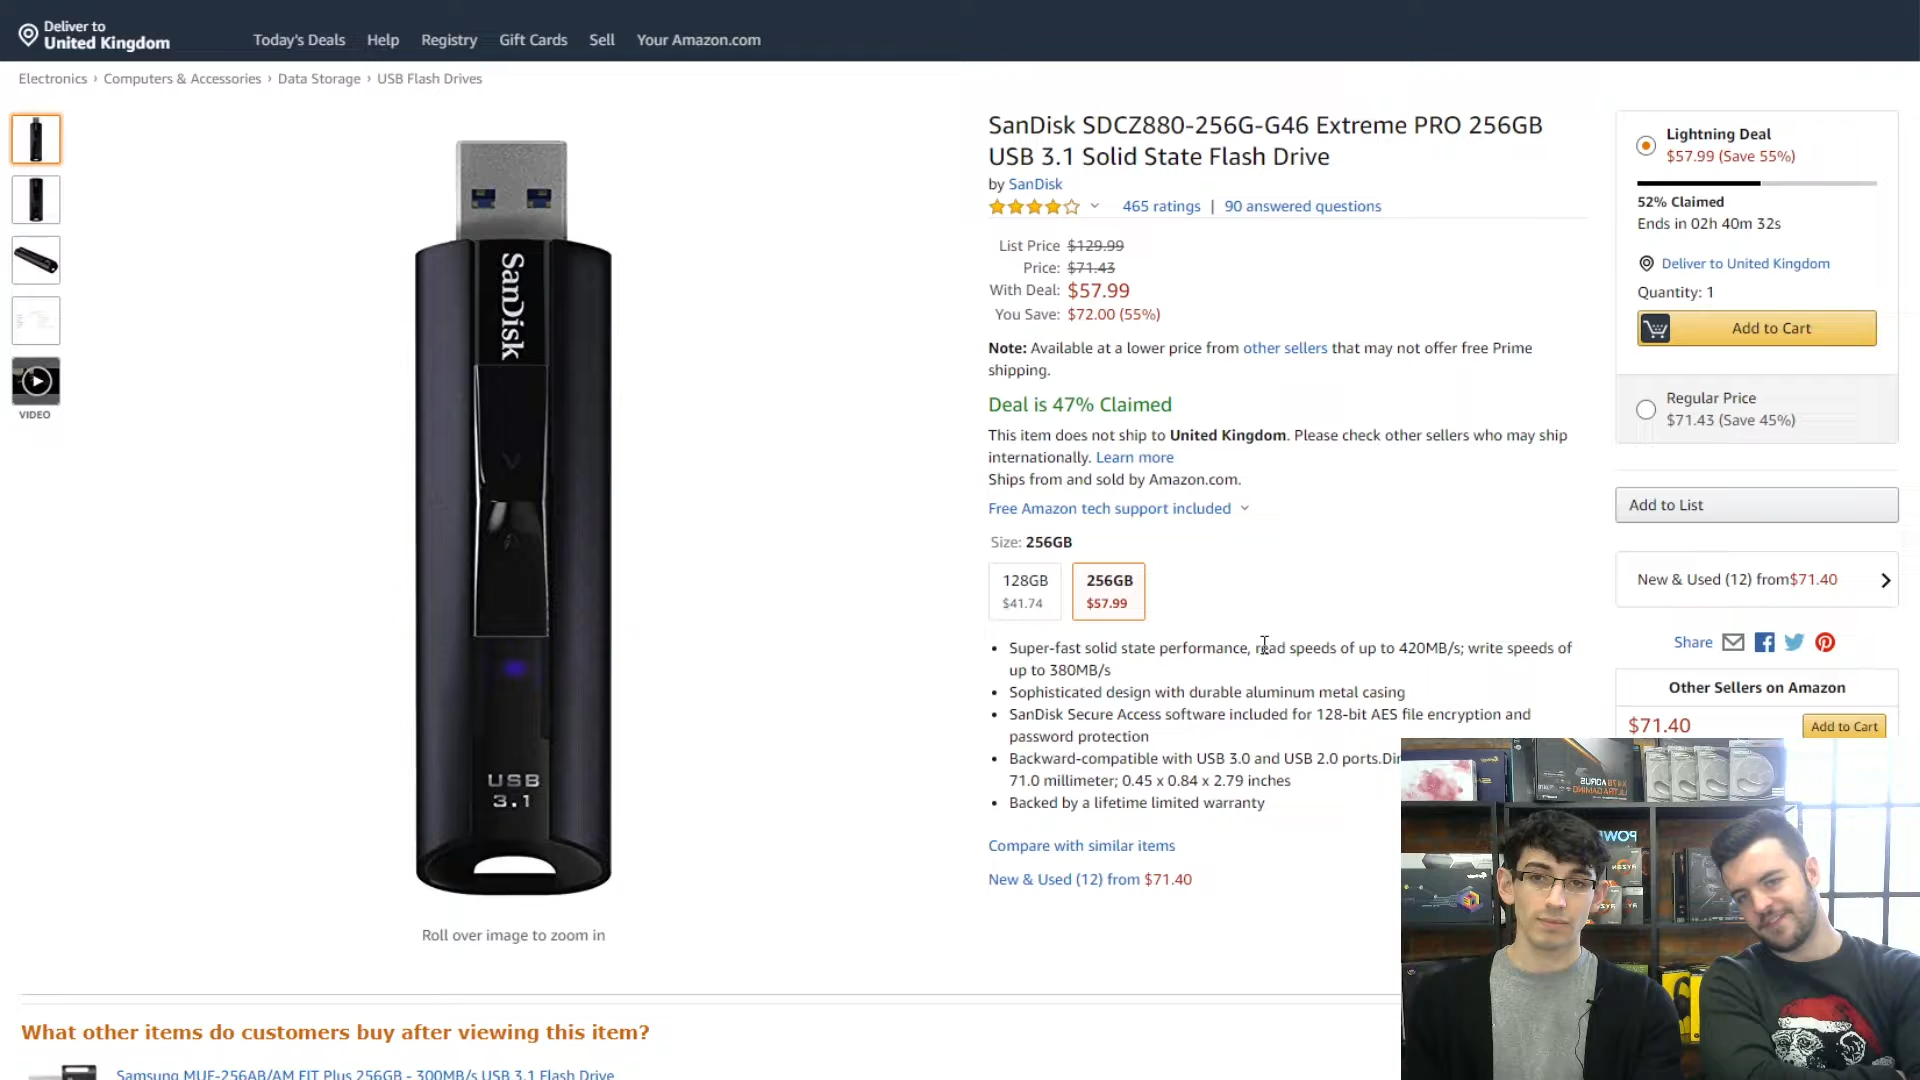 Deliver to
United Kingdom
Today's Deals Help Registry Gift Cards Sell Your Amazon.com
Electronics › Computers & Accessories › Data Storage › USB Flash Drives
VIDEO
SanDisk
USB
3.1
Roll over image to zoom in
SanDisk SDCZ880-256G-G46 Extreme PRO 256GB
USB 3.1 Solid State Flash Drive
by SanDisk
465 ratings | 90 answered questions
List Price $129.99
Price: $71.43
With Deal: $57.99
You Save: $72.00 (55%)
Note: Available at a lower price from other sellers that may not offer free Prime
shipping.
Deal is 47% Claimed
This item does not ship to United Kingdom. Please check other sellers who may ship
internationally. Learn more
Ships from and sold by Amazon.com.
Free Amazon tech support included
Size: 256GB
128GB
$41.74
256GB
$57.99
Super-fast solid state performance, read speeds of up to 420MB/s; write speeds of
up to 380MB/s
Sophisticated design with durable aluminum metal casing
SanDisk Secure Access software included for 128-bit AES file encryption and
password protection
Backward-compatible with USB 3.0 and USB 2.0 ports.Dir
71.0 millimeter; 0.45 x 0.84 x 2.79 inches
Backed by a lifetime limited warranty
Compare with similar items
New & Used (12) from $71.40
Lightning Deal
$57.99 (Save 55%)
52% Claimed
Ends in 02h 40m 32s
Deliver to United Kingdom
Quantity: 1
Add to Cart
Regular Price
$71.43 (Save 45%)
Add to List
New & Used (12) from$71.40
Share
Other Sellers on Amazon
$71.40
Add to Cart
X478 AORUS
ULTRA GAMING
POWE
RYZEN
What other items do customers buy after viewing this item?
Samsung MUF-256AB/AM FIT Plus 256GB - 300MB/s USB 3.1 Flash Drive